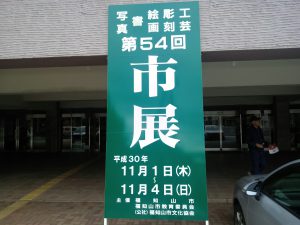 写真 書 絵画 彫刻 工芸
第54回
市展
平成30年
11月1日(木)
~
11月4日(日)
主催 福知山市
福知山市教育委員会
(公社)福知山市文化協会